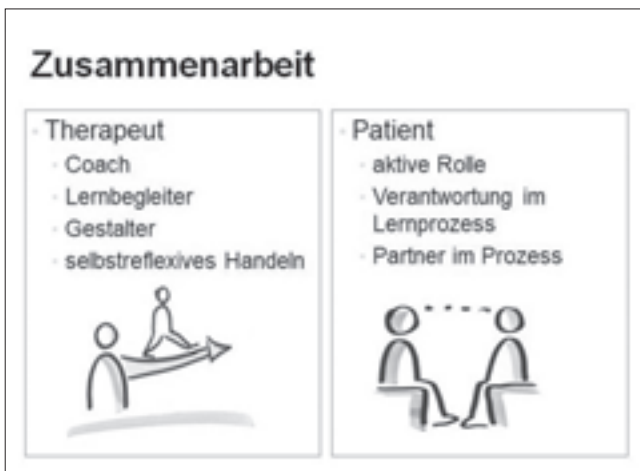 Zusammenarbeit
Therapeut
Coach
Lernbegleiter
Gestalter
selbstreflexives Handeln
Patient
aktive Rolle
Verantwortung im
Lernprozess
Partner im Prozess